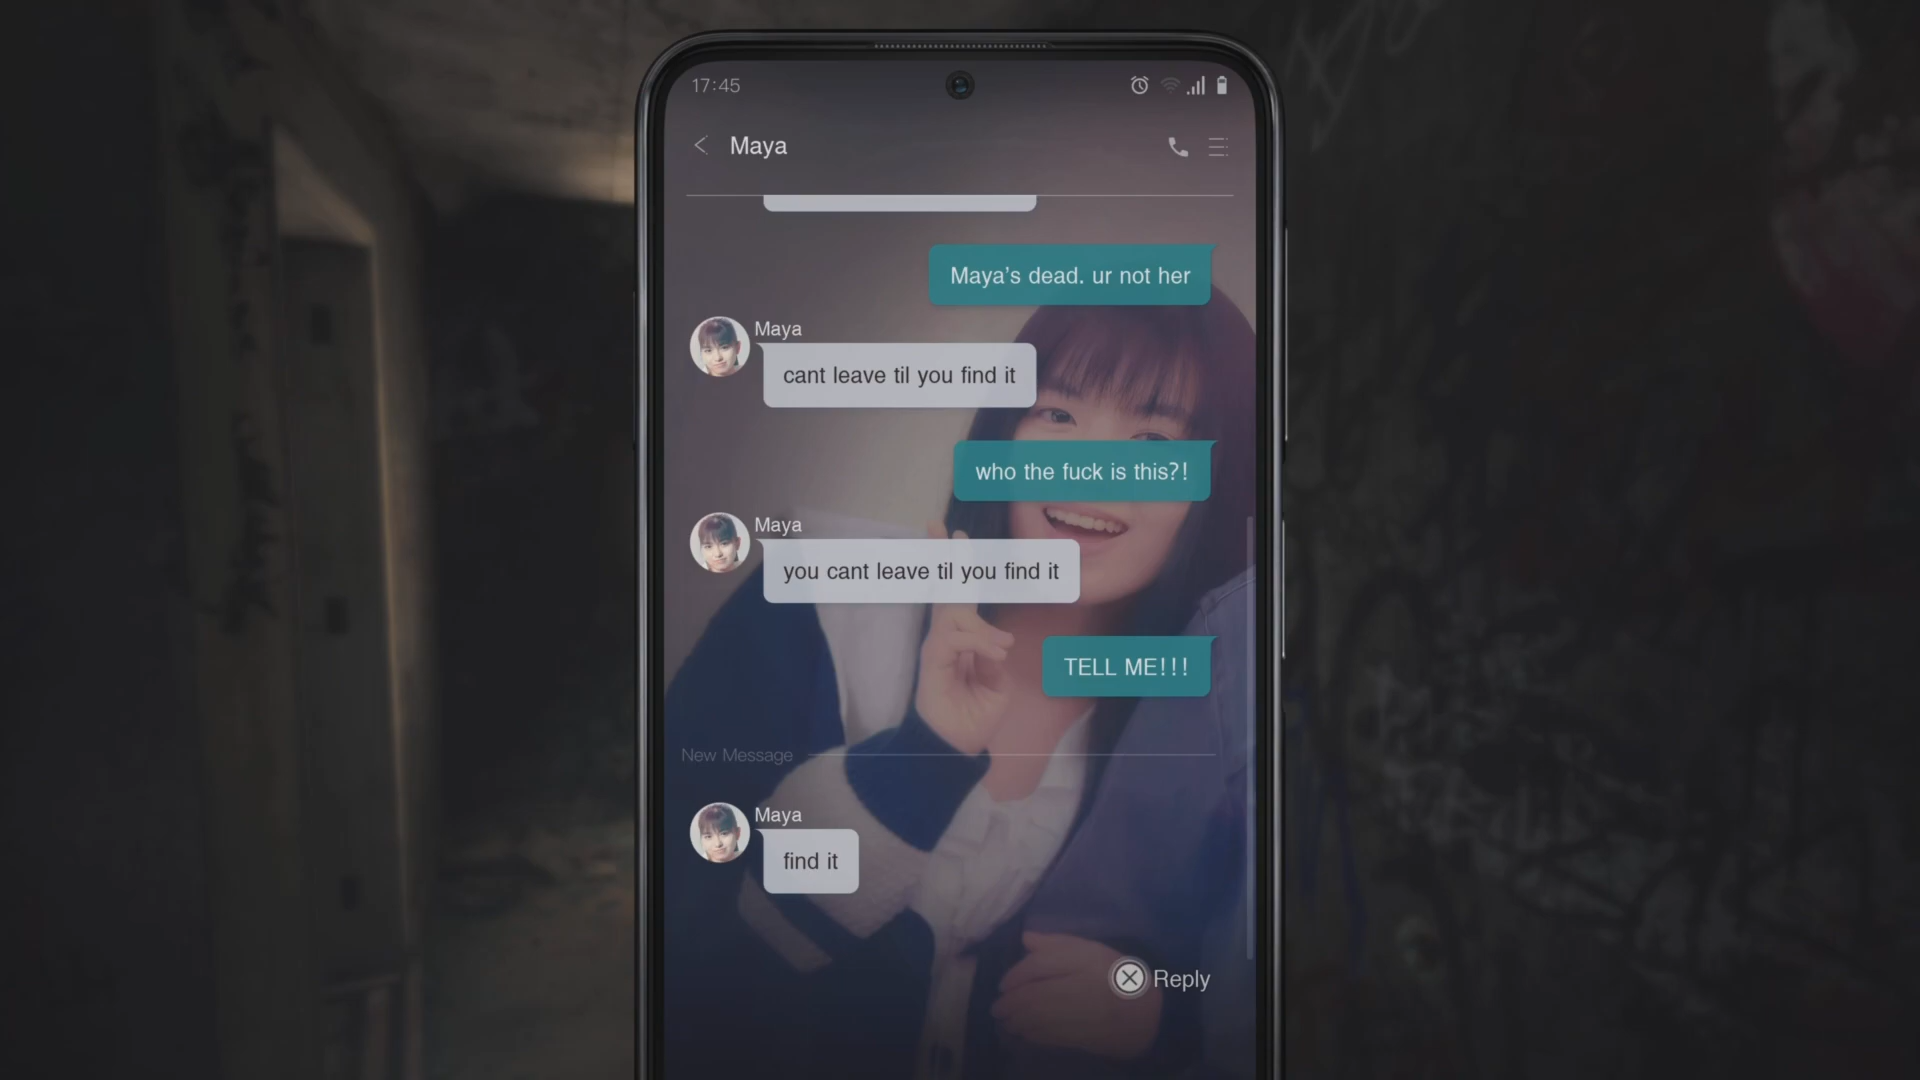 17:45
Maya
Maya's dead. ur not her
Maya
cant leave til you find it
who the fuck is this?!
Maya
you cant leave til you find it
TELL ME!!!
New Message
Maya
find it
Reply